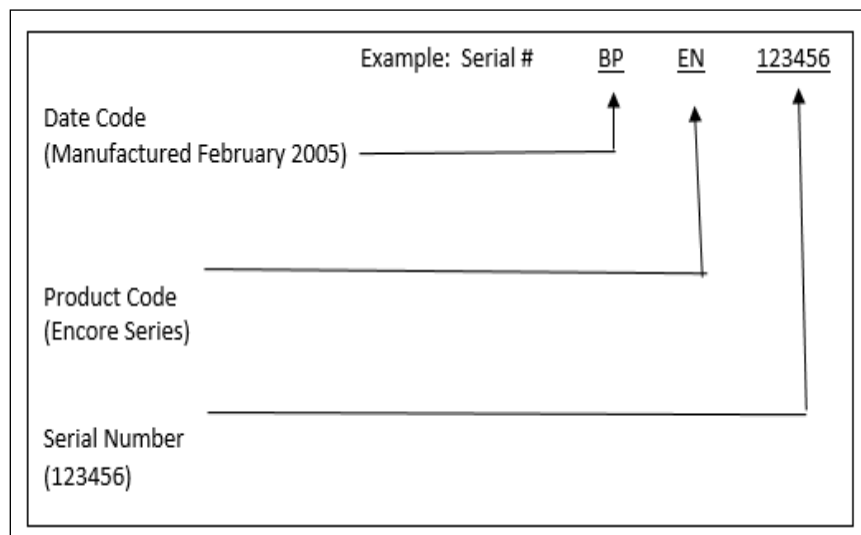 Example: Serial # BP EN 123456
Date Code
(Manufactured February 2005)
Product Code
(Encore Series)
Serial Number
(123456)